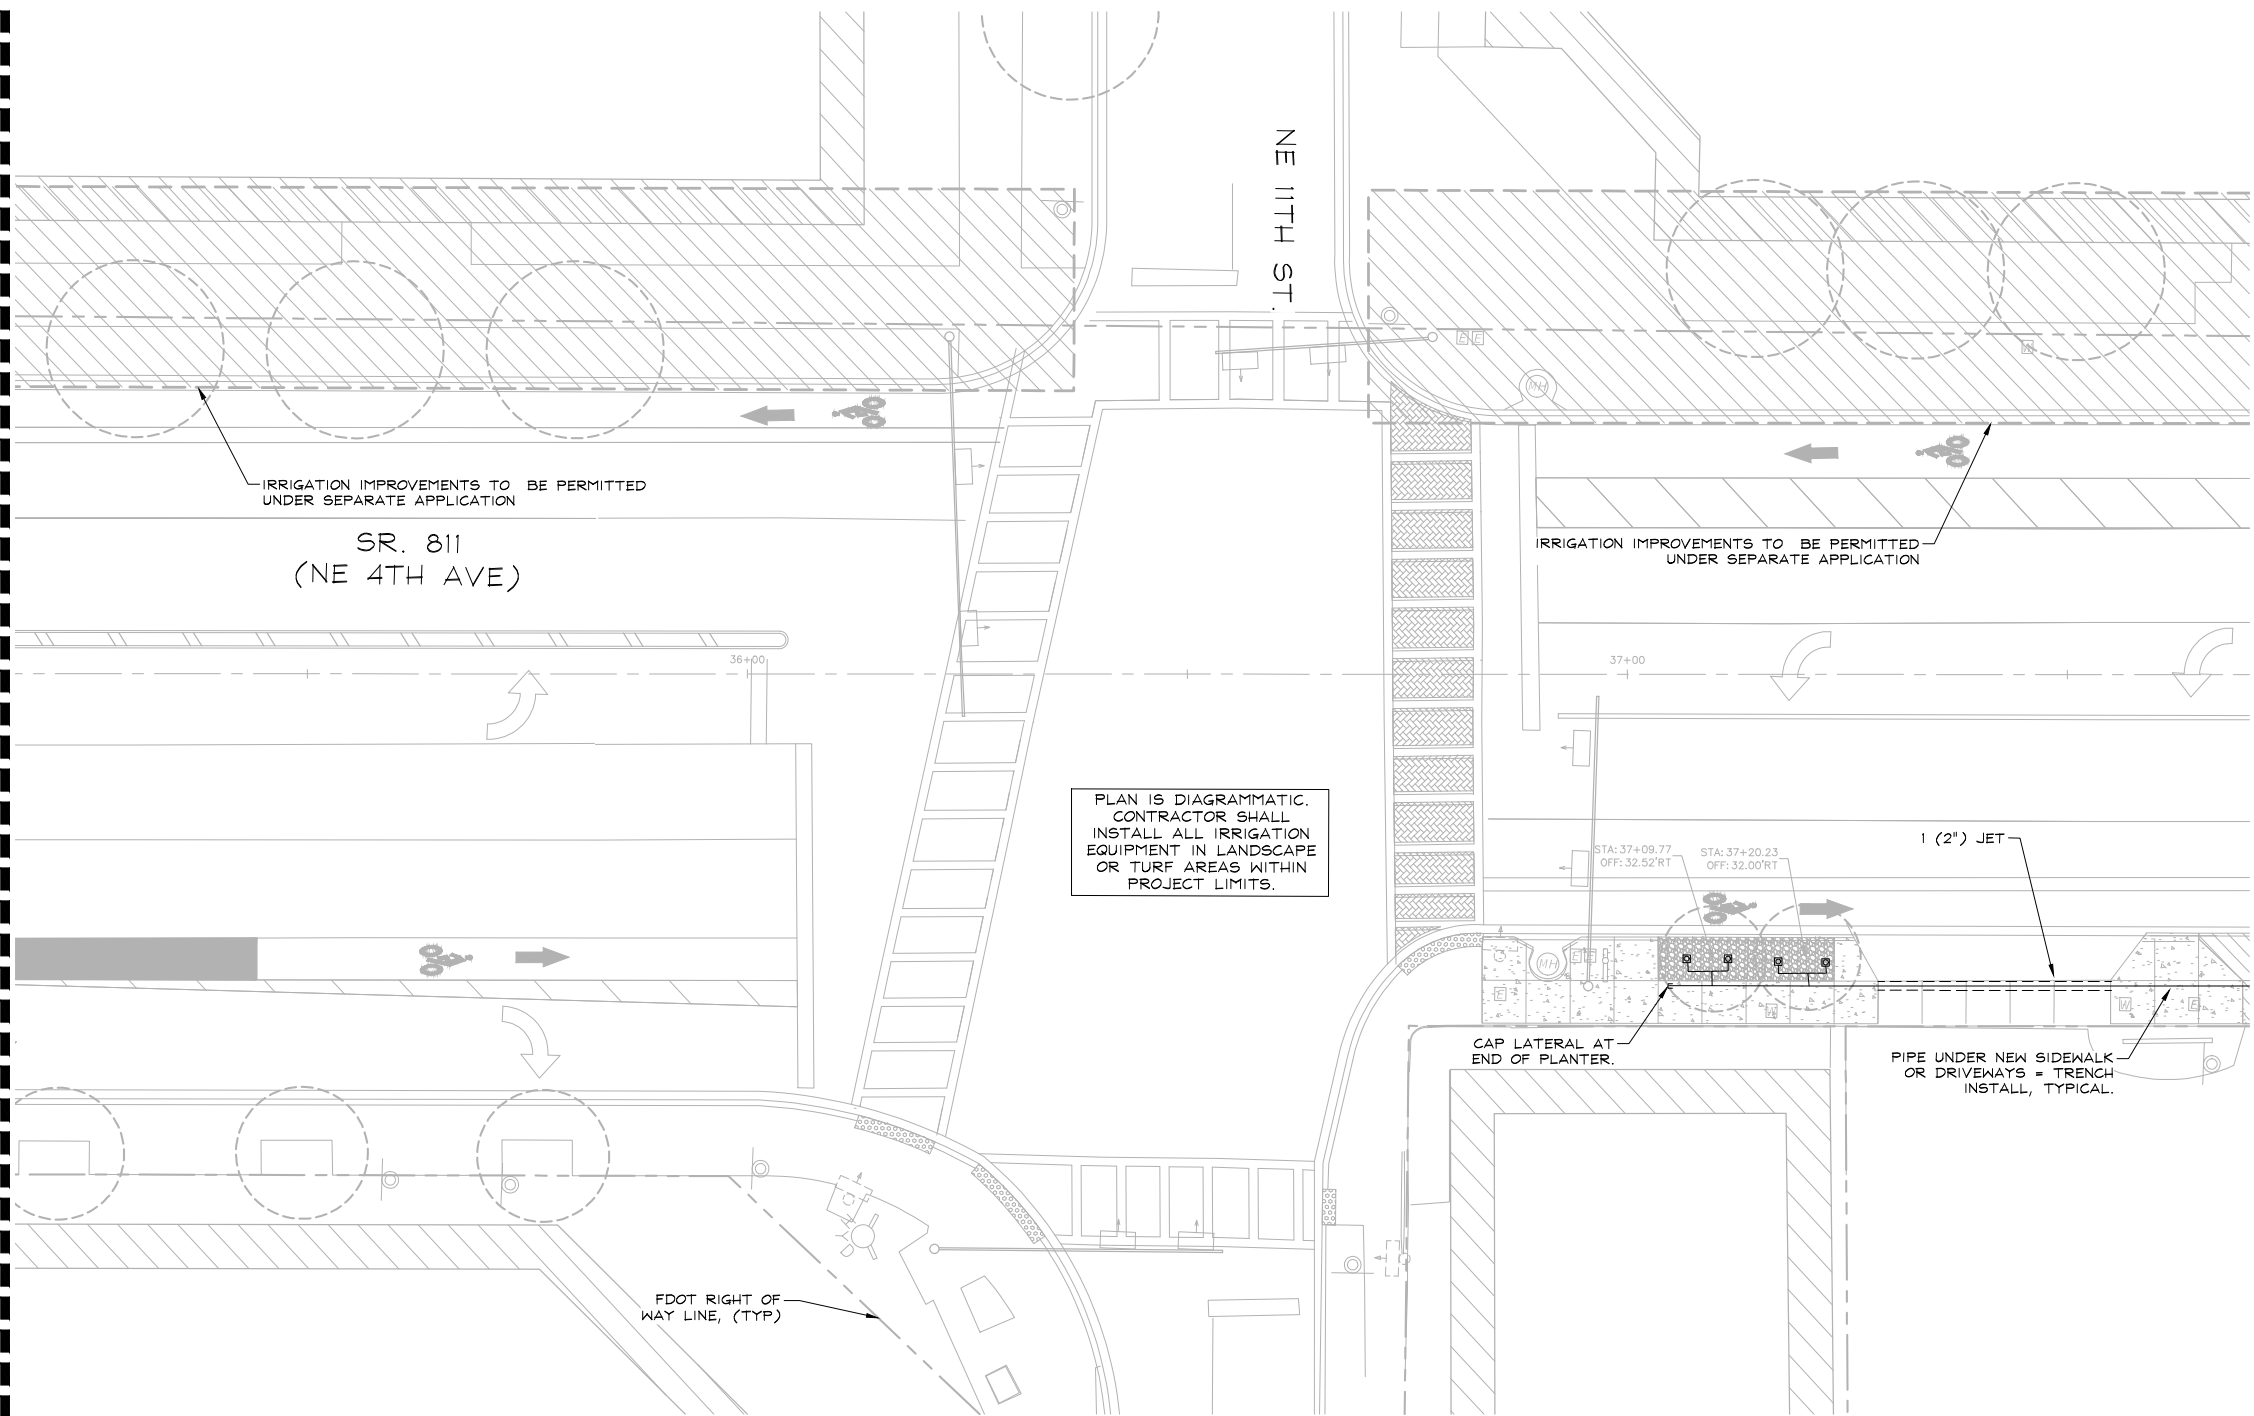 NE 11TH ST.
IRRIGATION IMPROVEMENTS TO BE PERMITTED
UNDER SEPARATE APPLICATION
SR. 811
(NE 4TH AVE)
E E
MH
W
IRRIGATION IMPROVEMENTS TO BE PERMITTED
UNDER SEPARATE APPLICATION
36+00
37+00
PLAN IS DIAGRAMMATIC.
CONTRACTOR SHALL
INSTALL ALL IRRIGATION
EQUIPMENT IN LANDSCAPE
OR TURF AREAS WITHIN
PROJECT LIMITS.
1 (2") JET
STA: 37+09.77
OFF: 32.52'RT
STA: 37+20.23
OFF: 32.00'RT
MH
E E
E
W
W
E
CAP LATERAL AT
END OF PLANTER.
PIPE UNDER NEW SIDEWALK
OR DRIVEWAYS = TRENCH
INSTALL, TYPICAL.
FDOT RIGHT OF
WAY LINE, (TYP)